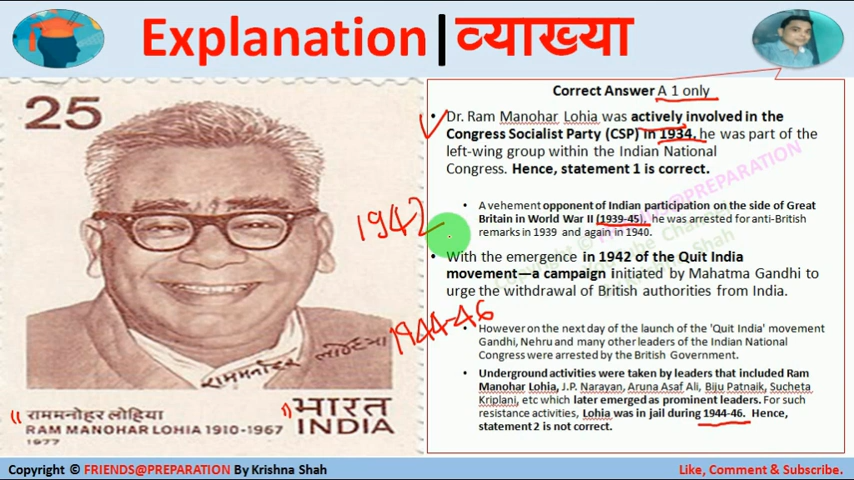 Explanation|व्याख्या
25
राममनोहर लोहिया
राममनोहर लोहिया
भारत
RAM MANOHAR LOHIA 1910-1967
INDIA
1977
1942
1944-46
Correct Answer A 1 only
• Dr. Ram Manohar Lohia was actively involved in the
Congress Socialist Party (CSP) in 1934, he was part of the
left-wing group within the Indian National
Congress. Hence, statement 1 is correct.
• A vehement opponent of Indian participation on the side of Great
Britain in World War II (1939-45), he was arrested for anti-British
remarks in 1939 and again in 1940.
• With the emergence in 1942 of the Quit India
movement—a campaign initiated by Mahatma Gandhi to
urge the withdrawal of British authorities from India.
• However on the next day of the launch of the 'Quit India' movement
Gandhi, Nehru and many other leaders of the Indian National
Congress were arrested by the British Government.
• Underground activities were taken by leaders that included Ram
Manohar Lohia, J.P. Narayan, Aruna Asaf Ali, Biju Patnaik, Sucheta
Kriplani, etc which later emerged as prominent leaders. For such
resistance activities, Lohia was in jail during 1944-46. Hence,
statement 2 is not correct.
Copyright © FRIENDS@PREPARATION By Krishna Shah
Like, Comment & Subscribe.